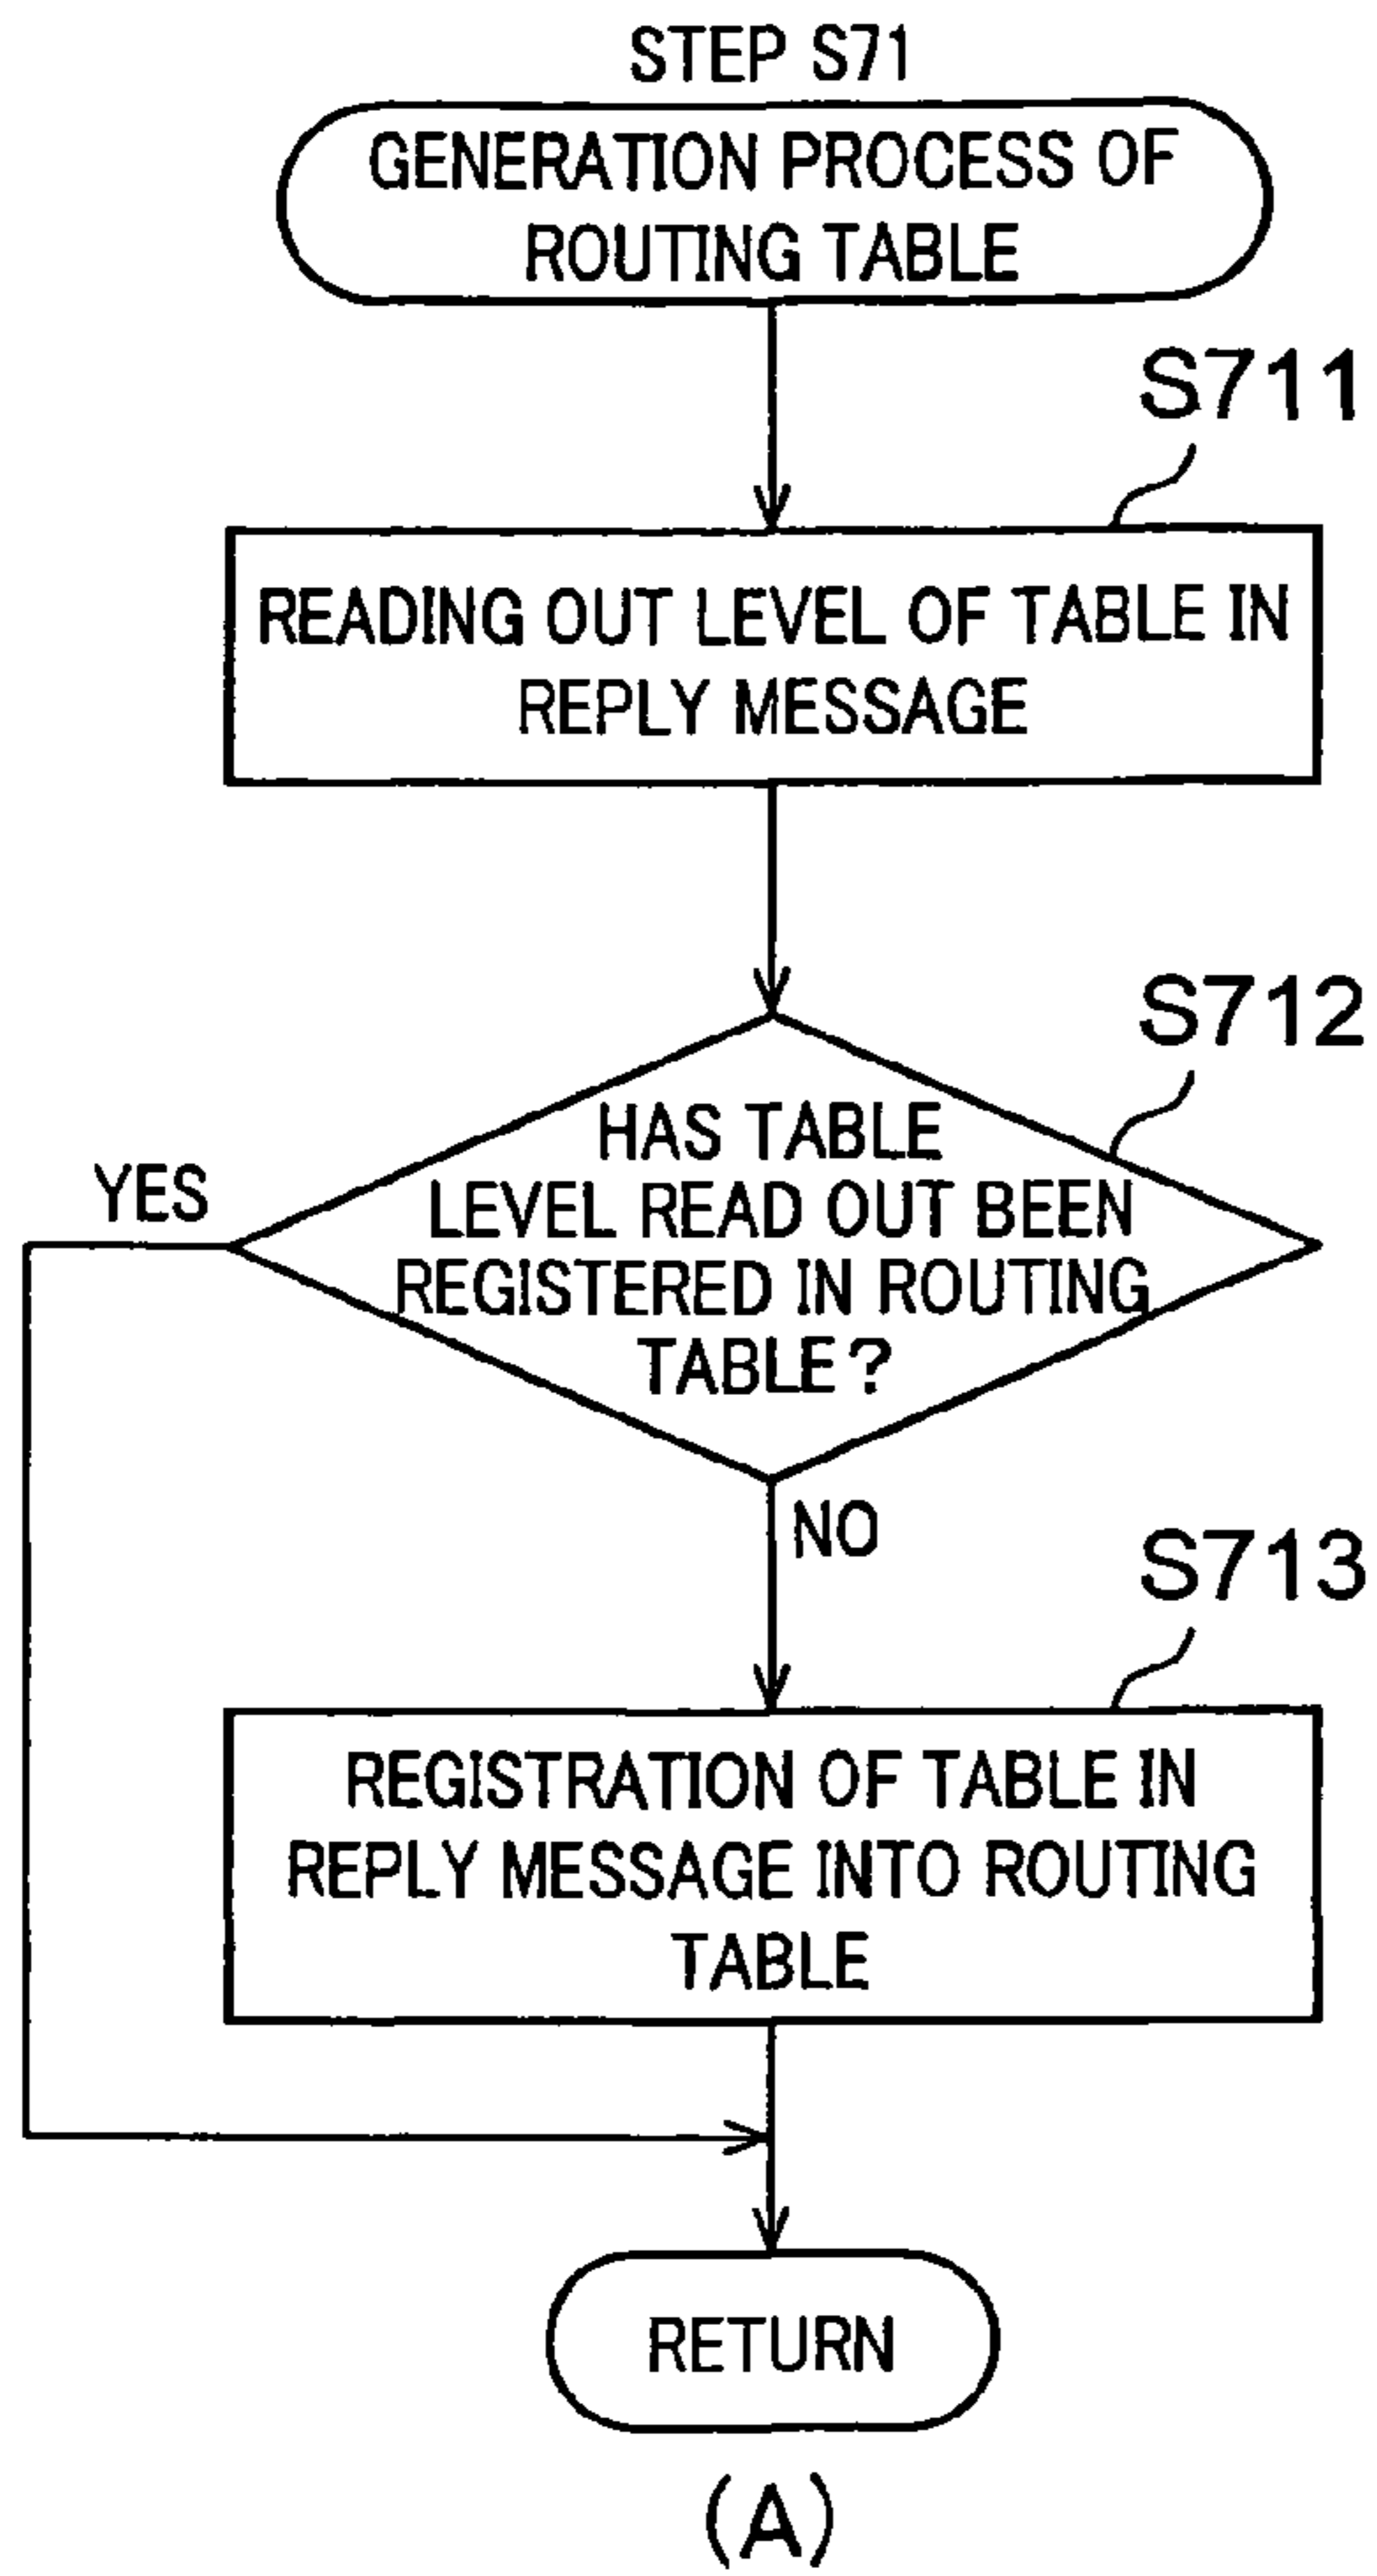 STEP S71
GENERATION PROCESS OF
ROUTING TABLE
S711
READING OUT LEVEL OF TABLE IN
REPLY MESSAGE
S712
HAS TABLE
YES
LEVEL READ OUT BEEN
REGISTERED IN ROUTING
TABLE?
NO
S713
REGISTRATION OF TABLE IN
REPLY MESSAGE INTO ROUTING
TABLE
RETURN
(A)